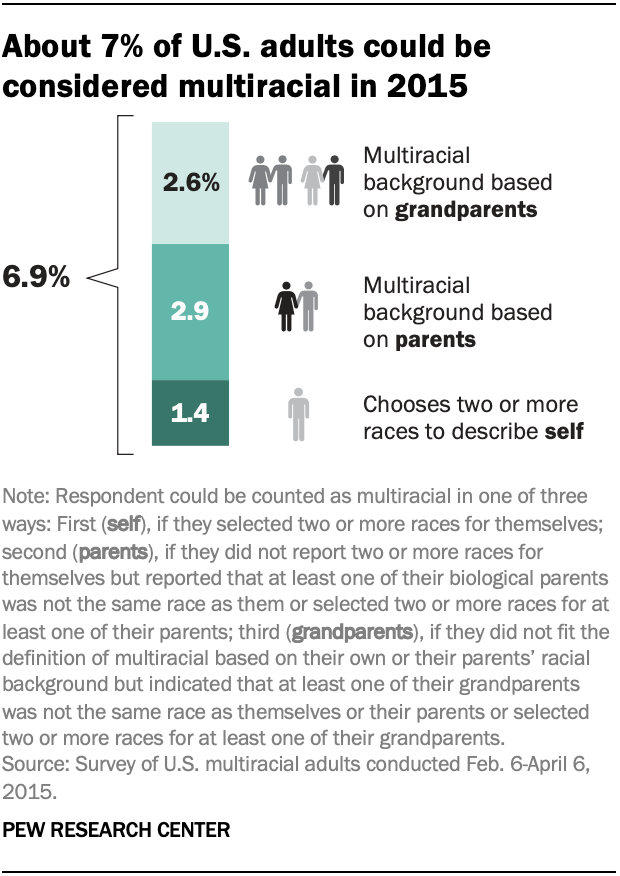 About 7% of U.S. adults could be
considered multiracial in 2015
6.9%
2.6%
Multiracial
background based
on grandparents
2.9
Multiracial
background based
on parents
1.4
Chooses two or more
races to describe self
Note: Respondent could be counted as multiracial in one of three
ways: First (self), if they selected two or more races for themselves;
second (parents), if they did not report two or more races for
themselves but reported that at least one of their biological parents
was not the same race as them or selected two or more races for at
least one of their parents; third (grandparents), if they did not fit the
definition of multiracial based on their own or their parents’ racial
background but indicated that at least one of their grandparents
was not the same race as themselves or their parents or selected
two or more races for at least one of their grandparents.
Source: Survey of U.S. multiracial adults conducted Feb. 6-April 6,
2015.
PEW RESEARCH CENTER